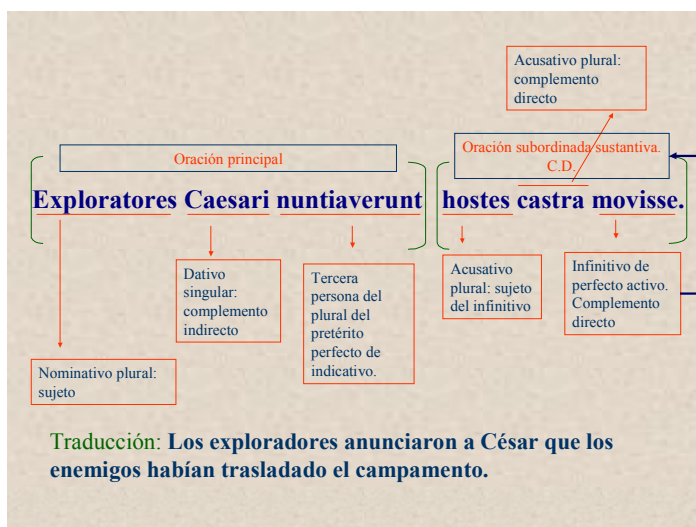 Acusativo plural:
complemento
directo
Oración principal
Oración subordinada sustantiva.
C.D.
Exploratores Caesari nuntiaverunt hostes castra movisse.
Nominativo plural:
sujeto
Dativo
singular:
complemento
indirecto
Tercera
persona del
plural del
pretérito
perfecto de
indicativo.
Acusativo
plural: sujeto
del infinitivo
Infinitivo de
perfecto activo.
Complemento
directo
Traducción: Los exploradores anunciaron a César que los
enemigos habían trasladado el campamento.